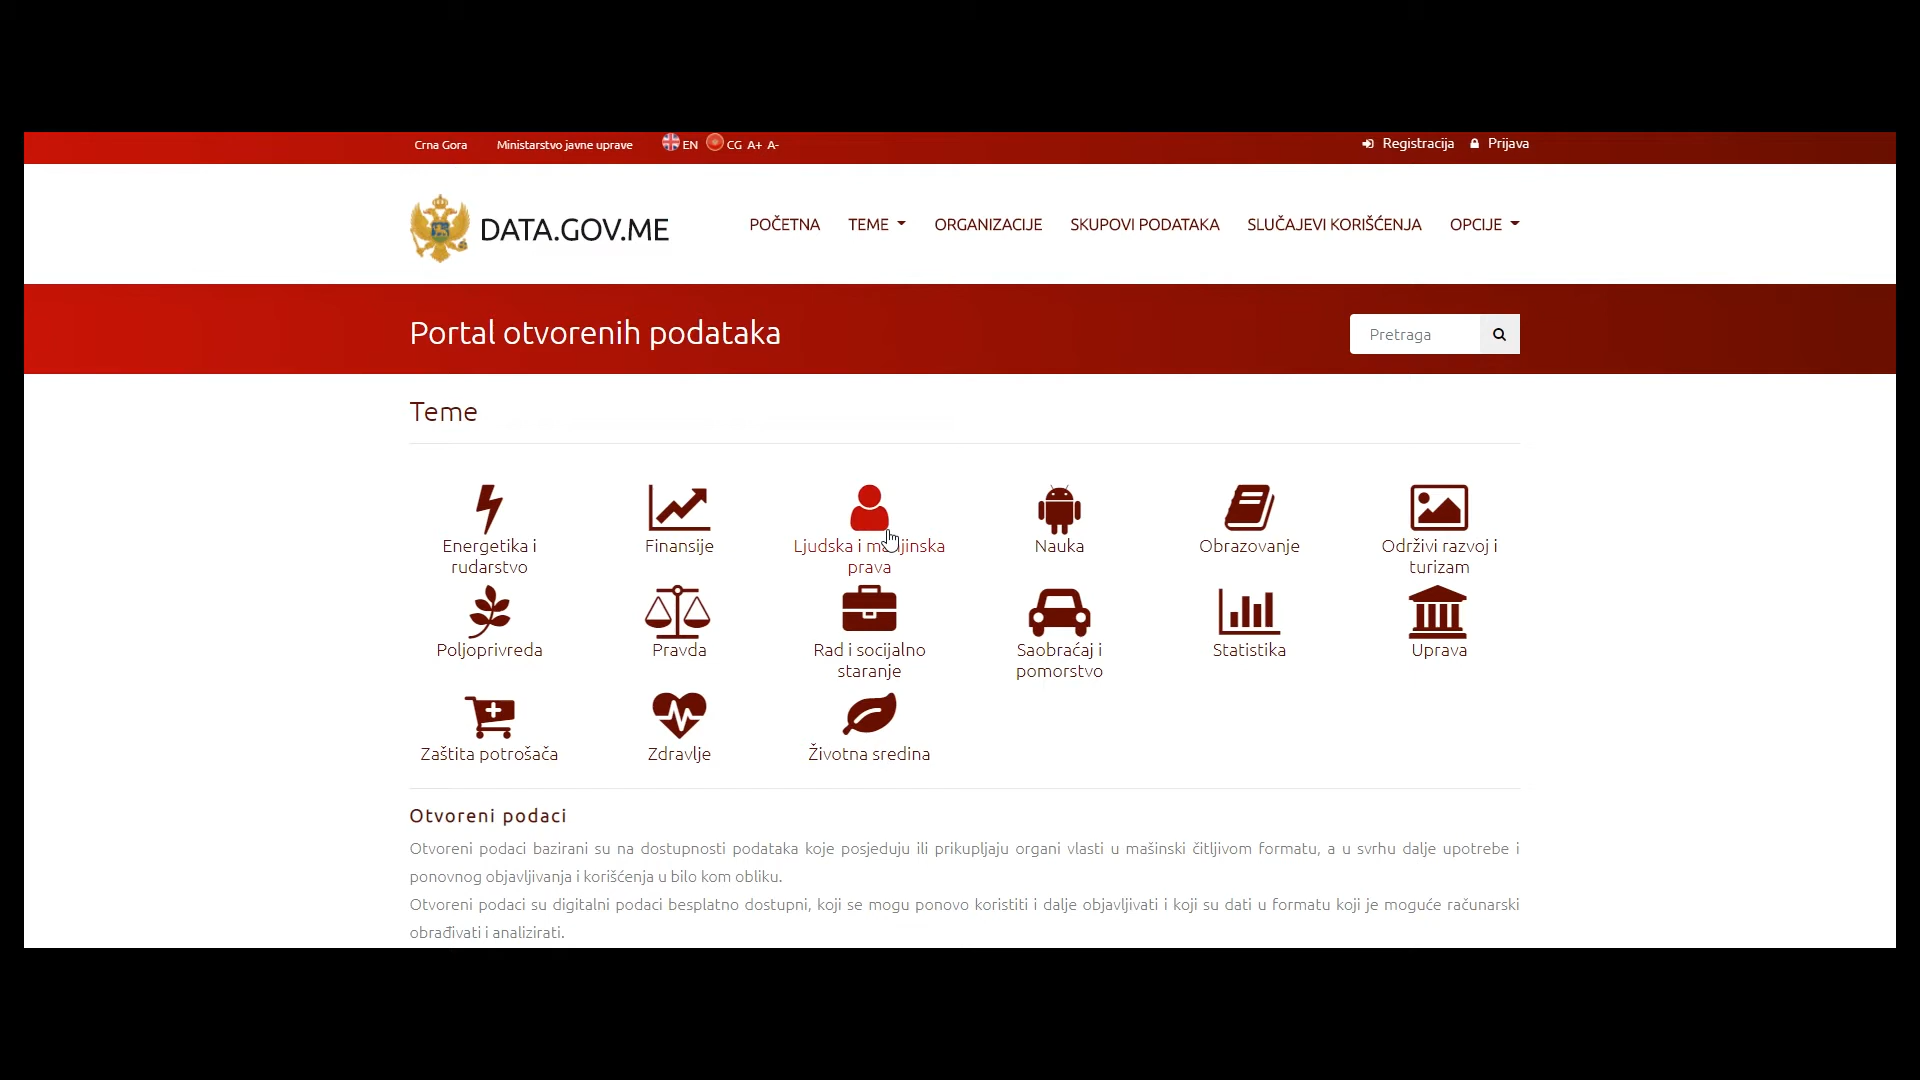 Crna Gora Ministarstvo javne uprave EN CG A+ A- Registracija Prijava
DATA.GOV.ME POČETNA TEME ORGANIZACIJE SKUPOVI PODATAKA SLUČAJEVI KORIŠĆENJA OPCIJE
Portal otvorenih podataka Pretraga
Teme
Energetika i
rudarstvo
Finansije
Ljudska i manjinska
prava
Nauka
Obrazovanje
Održivi razvoj i
turizam
Poljoprivreda
Pravda
Rad i socijalno
staranje
Saobraćaj i
pomorstvo
Statistika
Uprava
Zaštita potrošača
Zdravlje
Životna sredina
Otvoreni podaci
Otvoreni podaci bazirani su na dostupnosti podataka koje posjeduju ili prikupljaju organi vlasti u mašinski čitljivom formatu, a u svrhu dalje upotrebe i
ponovnog objavljivanja i korišćenja u bilo kom obliku.
Otvoreni podaci su digitalni podaci besplatno dostupni, koji se mogu ponovo koristiti i dalje objavljivati i koji su dati u formatu koji je moguće računarski
obrađivati i analizirati.